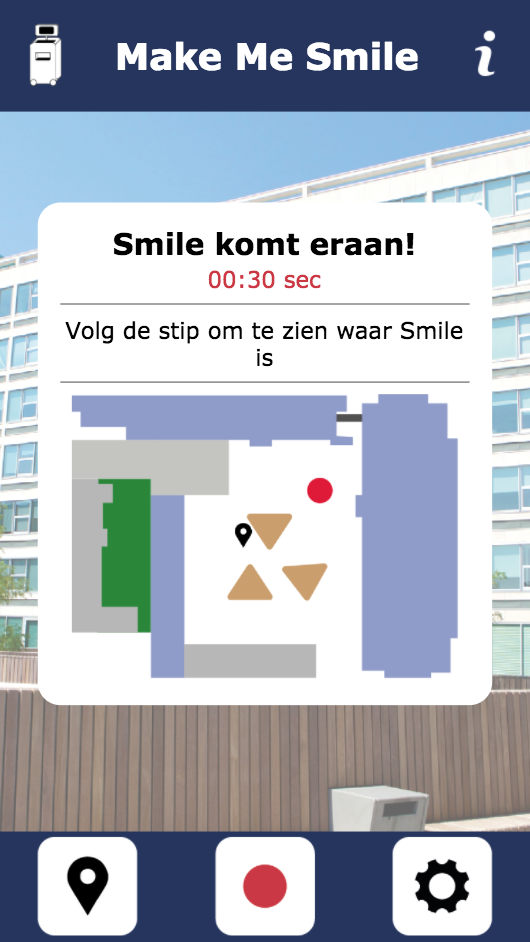 Make Me Smile
i
Smile komt eraan!
00:30 sec
Volg de stip om te zien waar Smile
is